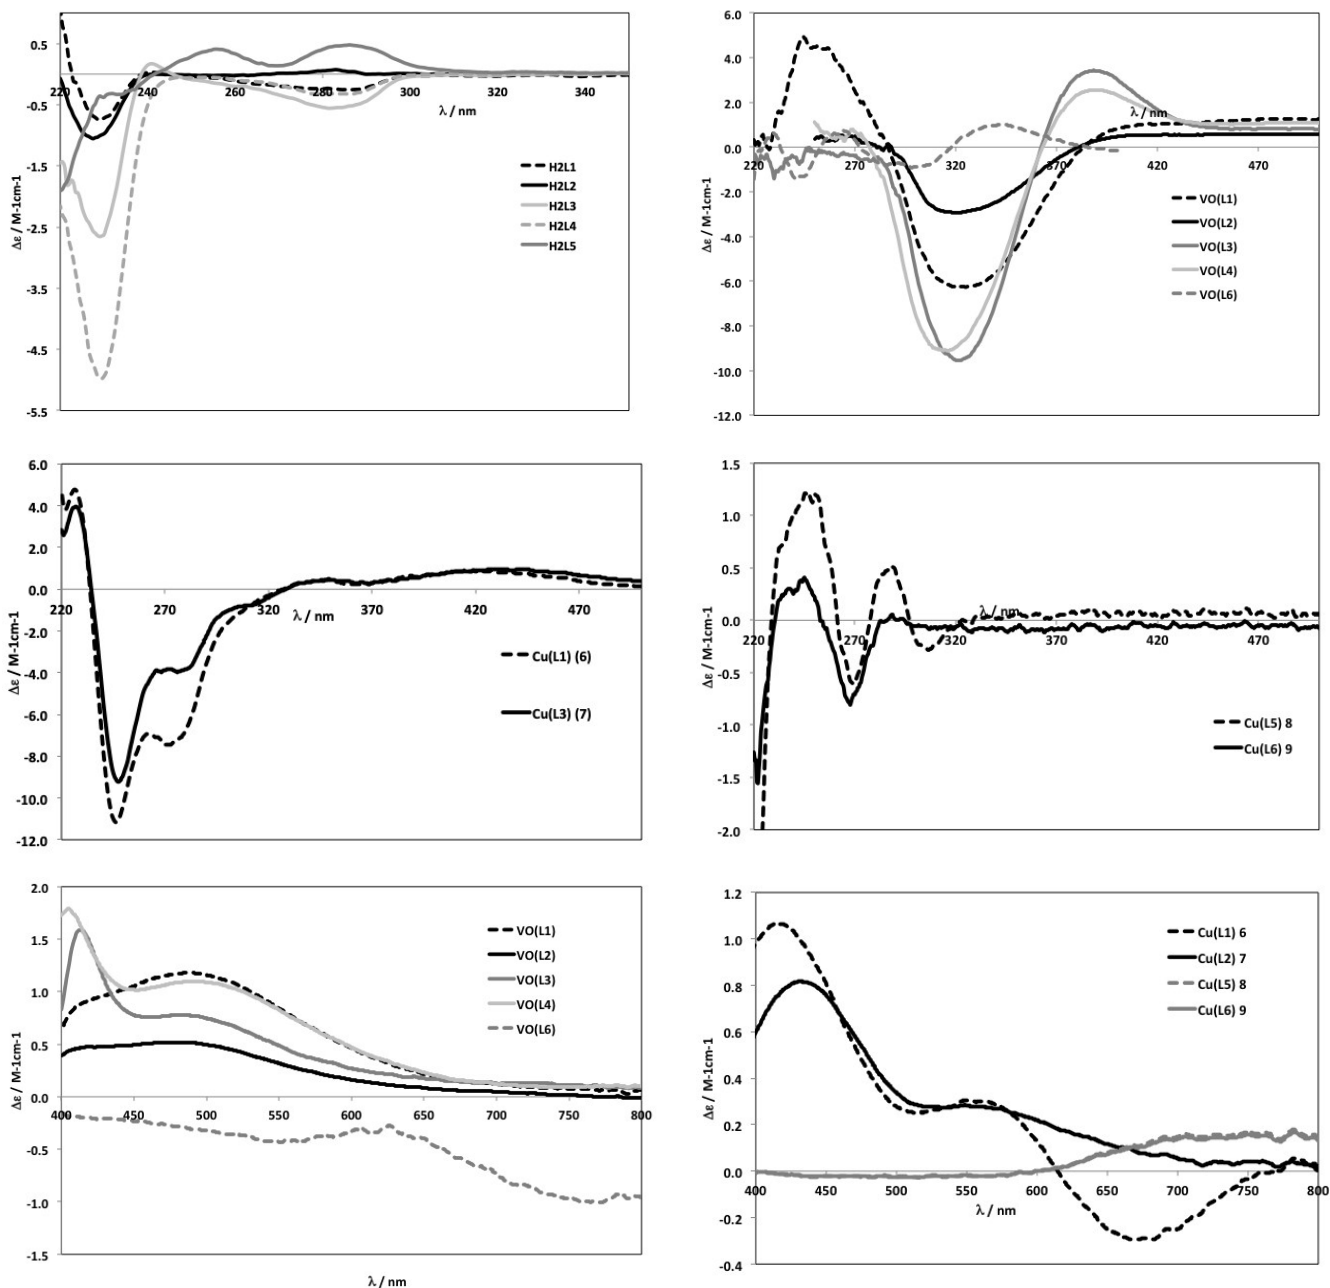 0.5
220
240
260
280
300
320
340
λ / nm
-0.5
-1.5
-2.5
-3.5
-4.5
-5.5
Δε / M-1cm-1
H2L1
H2L2
H2L3
H2L4
H2L5
6.0
4.0
2.0
0.0
-2.0
-4.0
-6.0
-8.0
-10.0
-12.0
220
270
320
370
420
470
λ / nm
Δε / M-1cm-1
VO(L1)
VO(L2)
VO(L3)
VO(L4)
VO(L6)
6.0
4.0
2.0
0.0
-2.0
-4.0
-6.0
-8.0
-10.0
-12.0
220
270
320
370
420
470
λ / nm
Δε / M-1cm-1
Cu(L1) (6)
Cu(L3) (7)
1.5
1.0
0.5
0.0
-0.5
-1.0
-1.5
-2.0
220
270
320
370
420
470
λ / nm
Δε / M-1cm-1
Cu(L5) 8
Cu(L6) 9
2.0
1.5
1.0
0.5
0.0
-0.5
-1.0
-1.5
400
450
500
550
600
650
700
750
800
λ / nm
Δε / M-1cm-1
VO(L1)
VO(L2)
VO(L3)
VO(L4)
VO(L6)
1.2
1.0
0.8
0.6
0.4
0.2
0.0
-0.2
-0.4
400
450
500
550
600
650
700
750
800
λ / nm
Δε / M-1cm-1
Cu(L1) 6
Cu(L2) 7
Cu(L5) 8
Cu(L6) 9